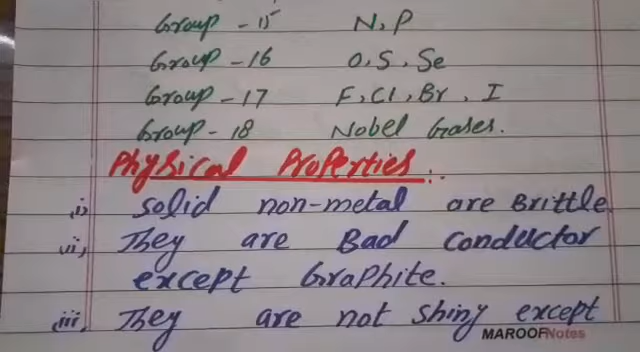 Group - 15 N, P
Group - 16 O, S, Se
Group - 17 F, Cl, Br, I
Group - 18 Nobel Gases.
Physical Properties:.
i) solid non-metal are Brittle
ii, They are Bad conductor
except Graphite.
iii, They are not shiny except
MAROOFNotes